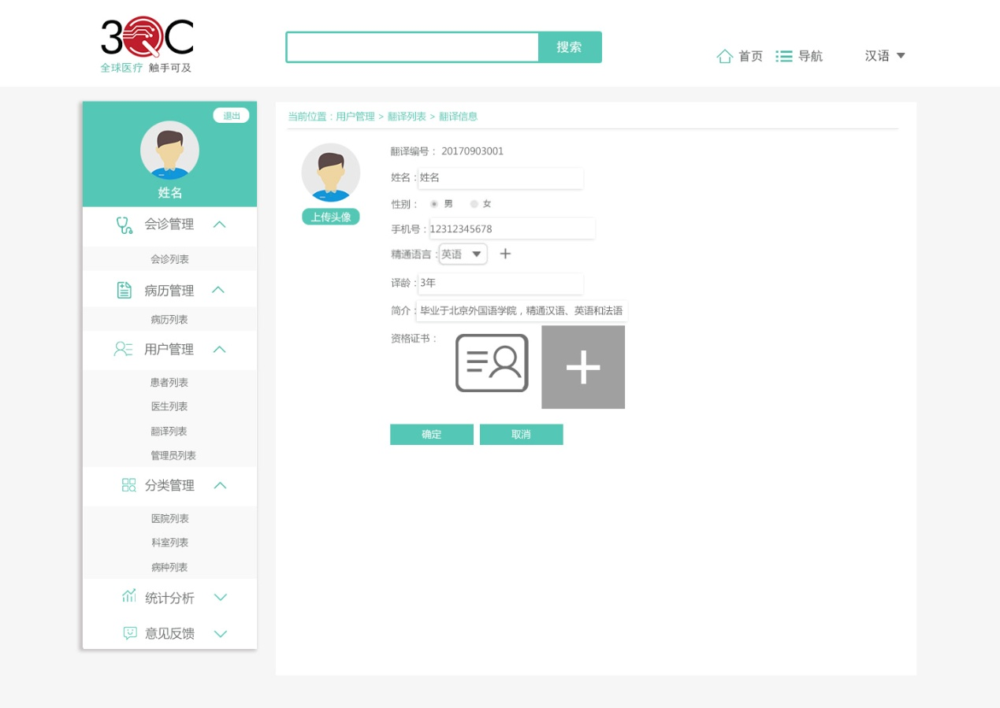 3QC
全球医疗 触手可及
搜索
首页
导航
汉语
退出
姓名
会诊管理
会诊列表
病历管理
病历列表
用户管理
患者列表
医生列表
翻译列表
管理员列表
分类管理
医院列表
科室列表
病种列表
统计分析
意见反馈
当前位置：用户管理 > 翻译列表 > 翻译信息
上传头像
翻译编号： 20170903001
姓名：姓名
性别： 男 女
手机号：12312345678
精通语言：英语
译龄：3年
简介：毕业于北京外国语学院，精通汉语、英语和法语
资格证书：
确定
取消